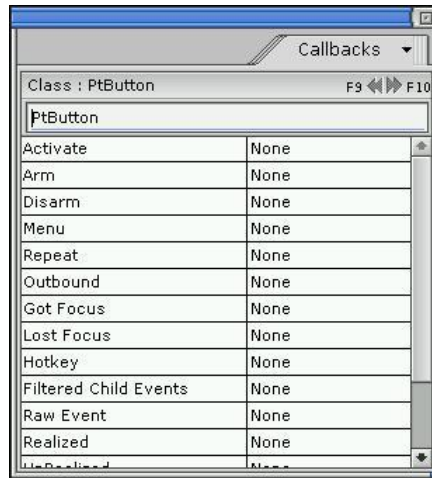 Callbacks
Class : PtButton F9 F10
PtButton
Activate None
Arm None
Disarm None
Menu None
Repeat None
Outbound None
Got Focus None
Lost Focus None
Hotkey None
Filtered Child Events None
Raw Event None
Realized None